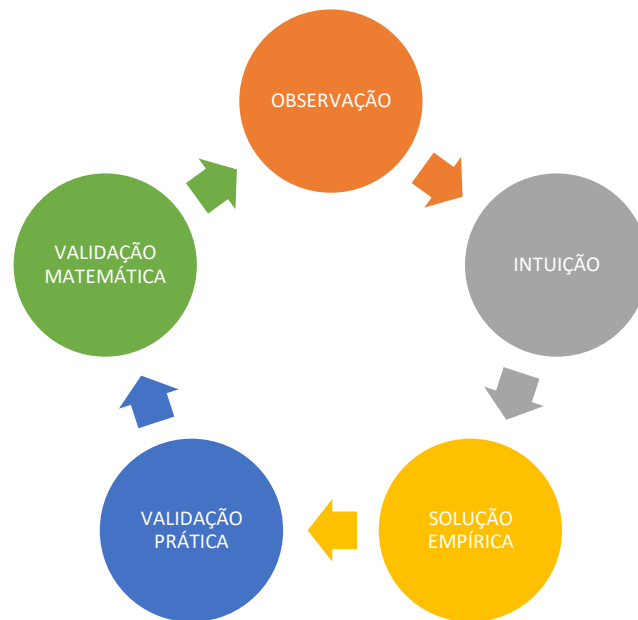 OBSERVAÇÃO
INTUIÇÃO
SOLUÇÃO
EMPÍRICA
VALIDAÇÃO
PRÁTICA
VALIDAÇÃO
MATEMÁTICA